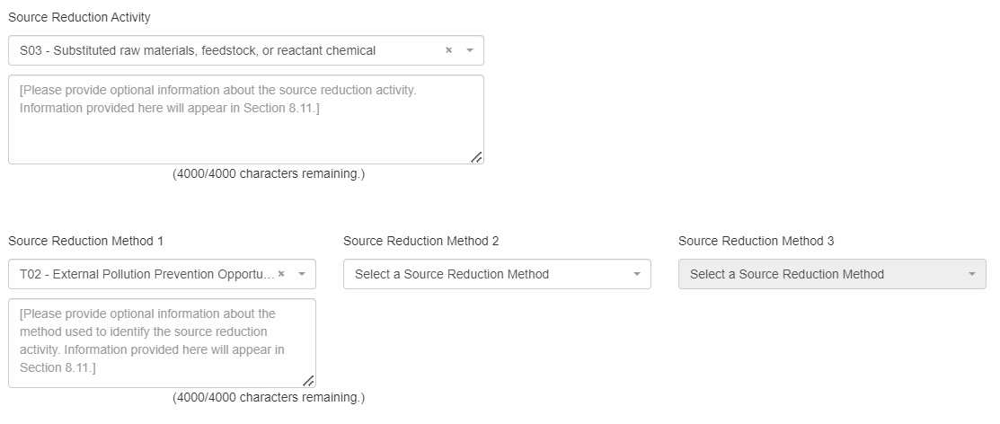 Source Reduction Activity
S03 - Substituted raw materials, feedstock, or reactant chemical × 
[Please provide optional information about the source reduction activity.
Information provided here will appear in Section 8.11.]
(4000/4000 characters remaining.)
Source Reduction Method 1
T02 - External Pollution Prevention Opportu... ×
[Please provide optional information about the
method used to identify the source reduction
activity. Information provided here will appear in
Section 8.11.]
(4000/4000 characters remaining.)
Source Reduction Method 2
Select a Source Reduction Method
Source Reduction Method 3
Select a Source Reduction Method